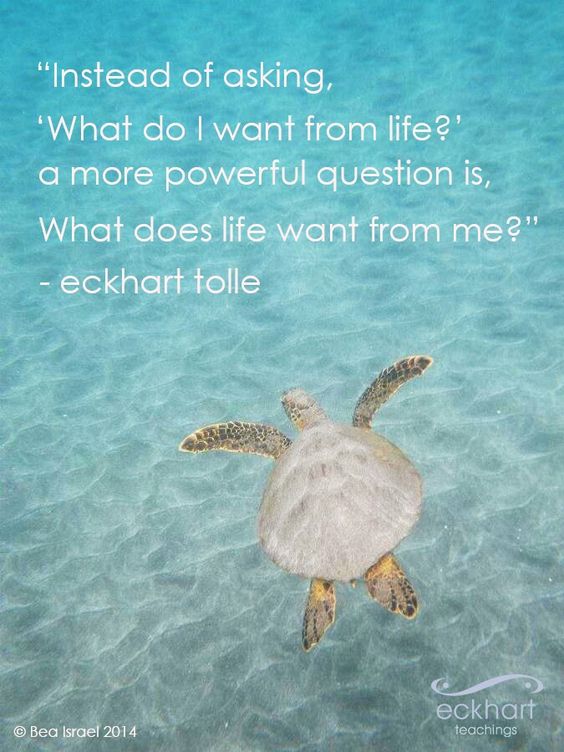 “Instead of asking,
‘What do I want from life?’
a more powerful question is,
What does life want from me?”
- eckhart tolle
eckhart
teachings
© Bea Israel 2014